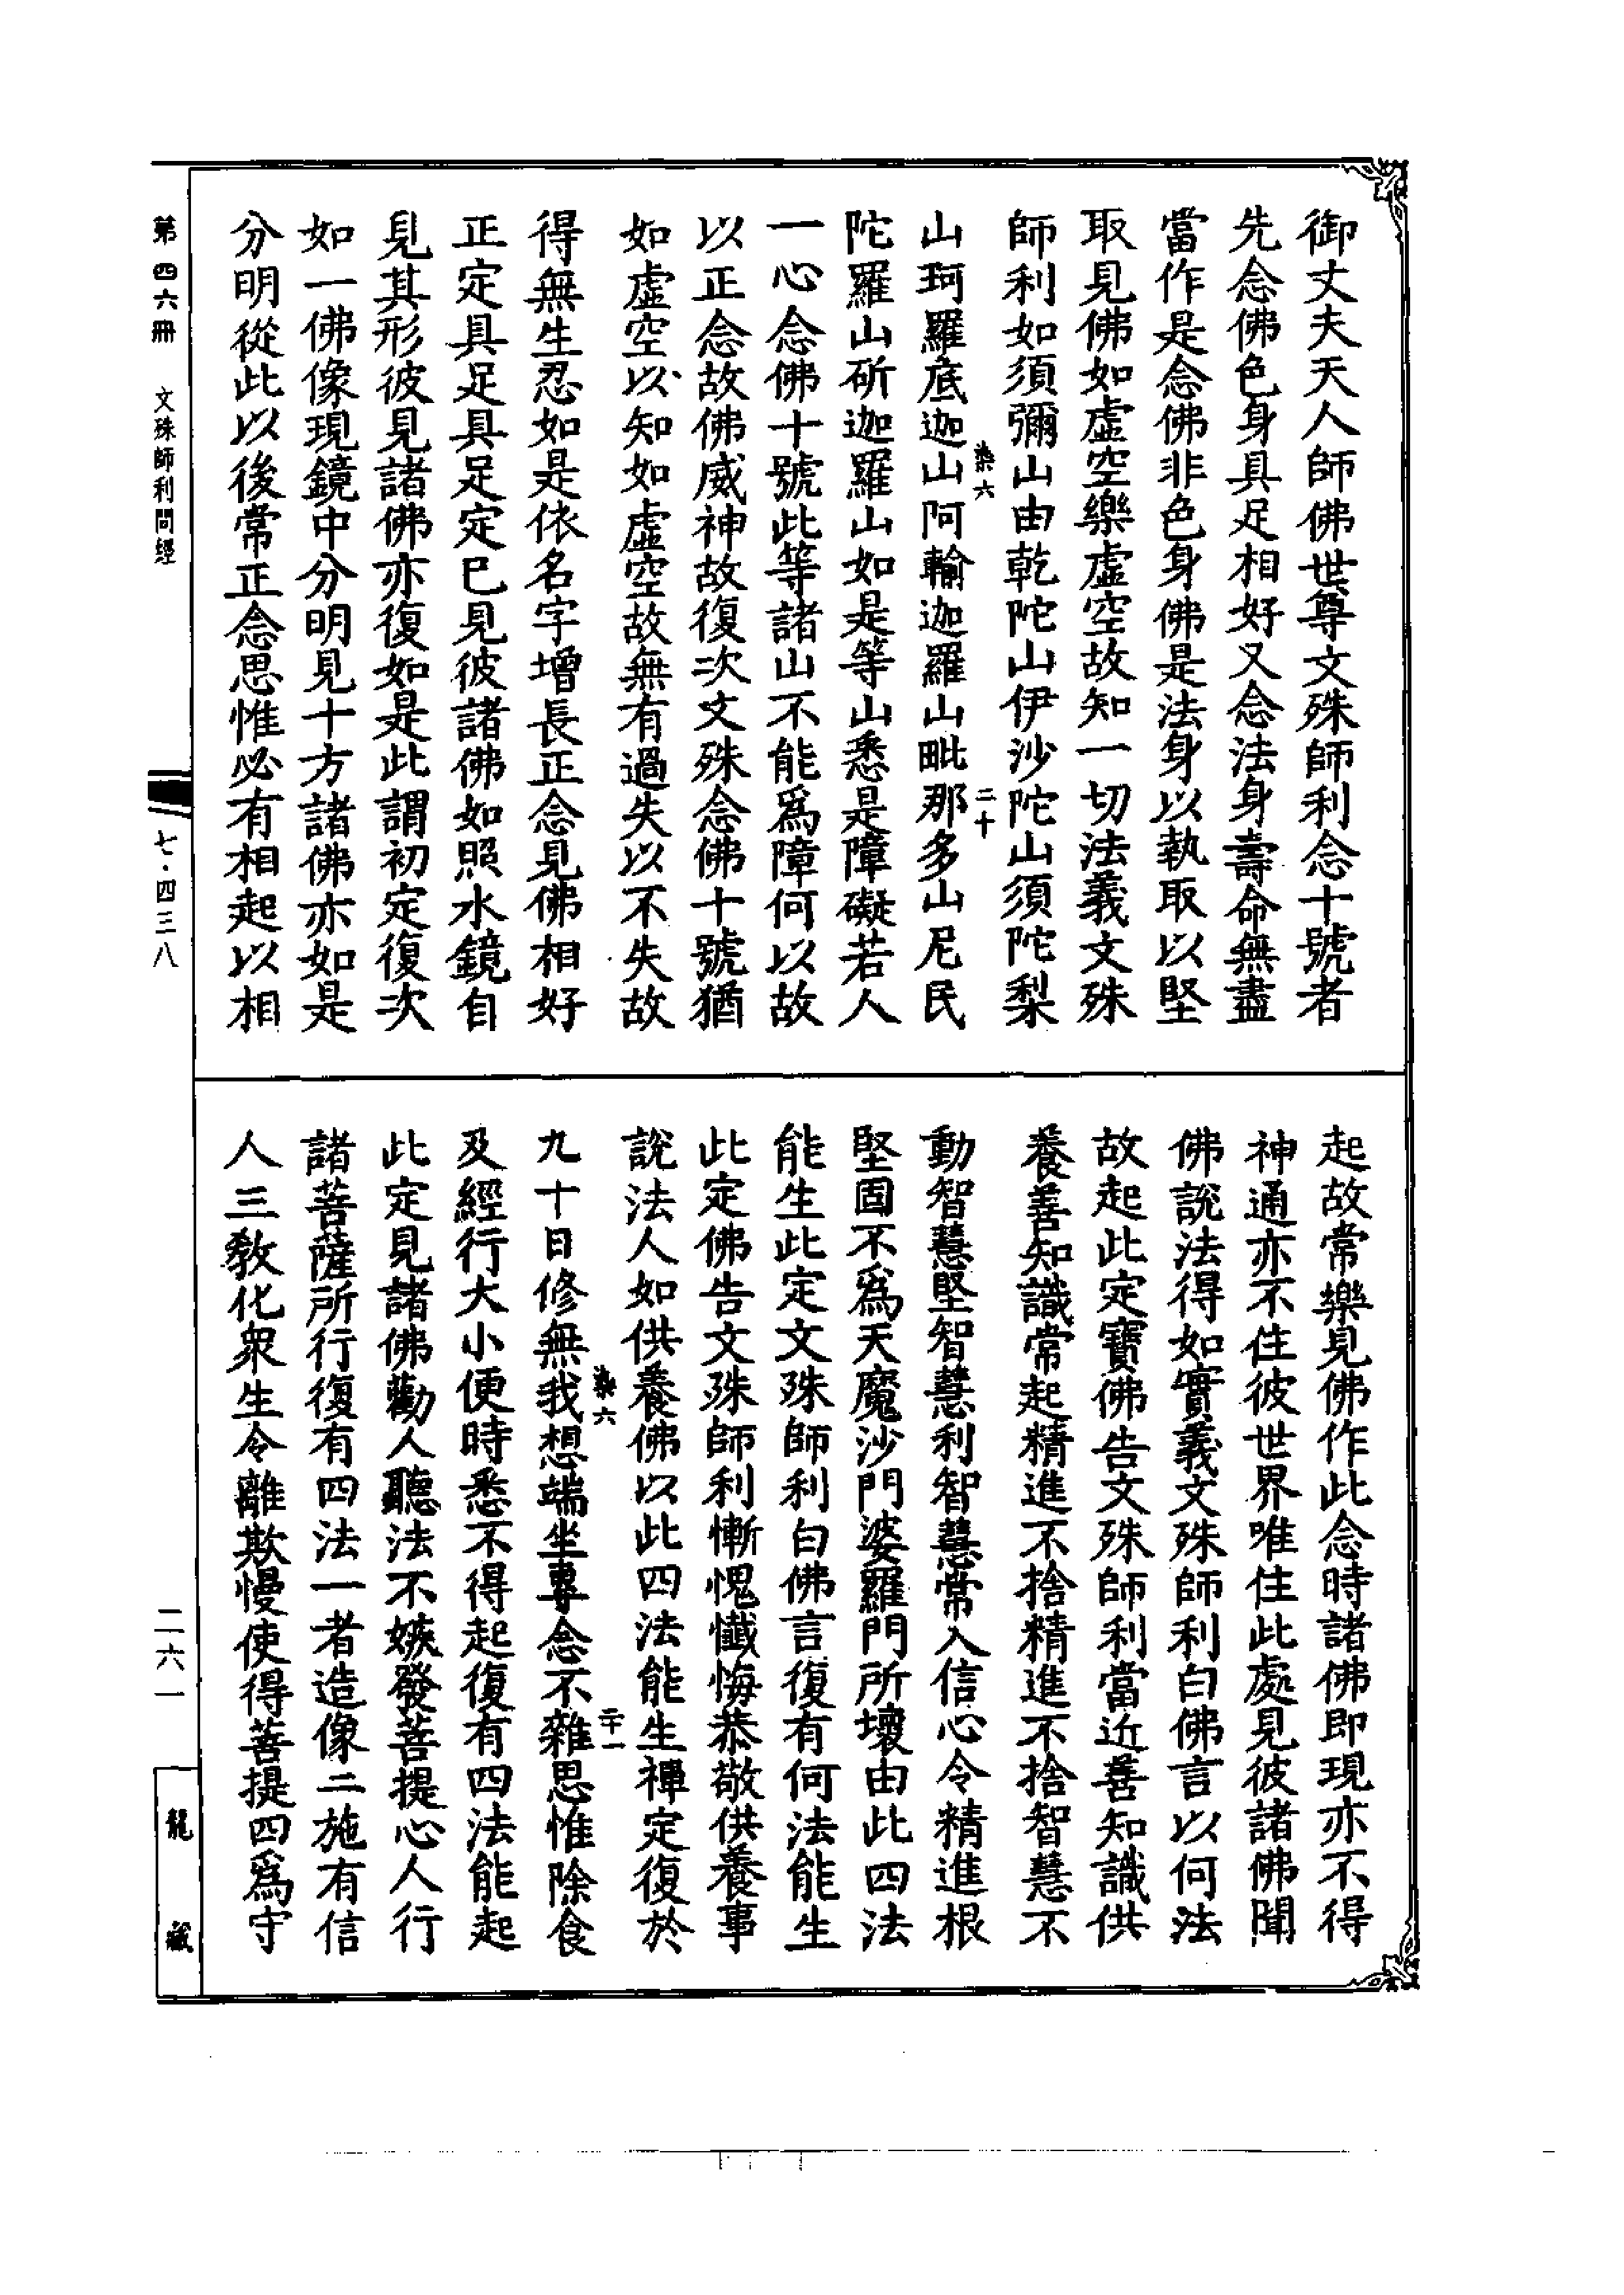 御丈夫天人師佛世尊文殊師利念十號者
先念佛色身具足相好又念法身壽命無盡
當作是念佛非色身佛是法身以執取以堅
取見佛如虛空樂虛空故知一切法義文殊
師利如須彌山由乾陀山伊沙陀山須陀梨
山珂羅底迦山阿輸迦羅山毗那多山尼民
染六
二十
陀羅山斫迦羅山如是等山悉是障礙若人
一心念佛十號此等諸山不能爲障何以故
以正念故佛威神故復次文殊念佛十號猶
如虛空以知如虛空故無有過失以不失故
得無生忍如是依名字增長正念見佛相好
正定具足具足定已見彼諸佛如照水鏡自
見其形彼見諸佛亦復如是此謂初定復次
如一佛像現鏡中分明見十方諸佛亦如是
分明從此以後常正念思惟必有相起以相
起故常樂見佛作此念時諸佛即現亦不得
神通亦不住彼世界唯住此處見彼諸佛聞
佛說法得如實義文殊師利白佛言以何法
故起此定寶佛告文殊師利當近善知識供
養善知識常起精進不捨精進不捨智慧不
動智慧堅智慧利智慧常入信心令精進根
堅固不爲天魔沙門婆羅門所壞由此四法
能生此定文殊師利白佛言復有何法能生
此定佛告文殊師利慚愧懺悔恭敬供養事
說法人如供養佛以此四法能生禪定復於
染六
二十一
九十日修無我想端坐專念不雜思惟除食
及經行大小便時悉不得起復有四法能起
此定見諸佛勸人聽法不嫉發菩提心人行
諸菩薩所行復有四法一者造像二施有信
人三教化衆生令離欺慢使得菩提四爲守
第四六冊 文殊師利問經
七·四三八
二六一
龍藏